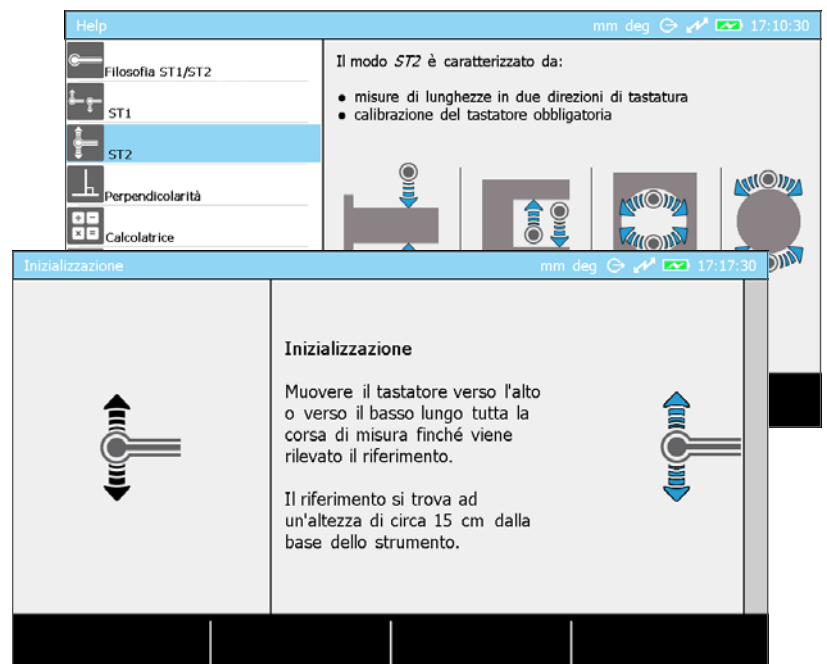 Help
mm deg 17:10:30
Filosofia ST1/ST2
ST1
ST2
Perpendicolarità
Calcolatrice
Il modo ST2 è caratterizzato da:
• misure di lunghezze in due direzioni di tastatura
• calibrazione del tastatore obbligatoria
Inizializzazione
mm deg 17:17:30
Inizializzazione
Muovere il tastatore verso l'alto
o verso il basso lungo tutta la
corsa di misura finché viene
rilevato il riferimento.
Il riferimento si trova ad
un'altezza di circa 15 cm dalla
base dello strumento.